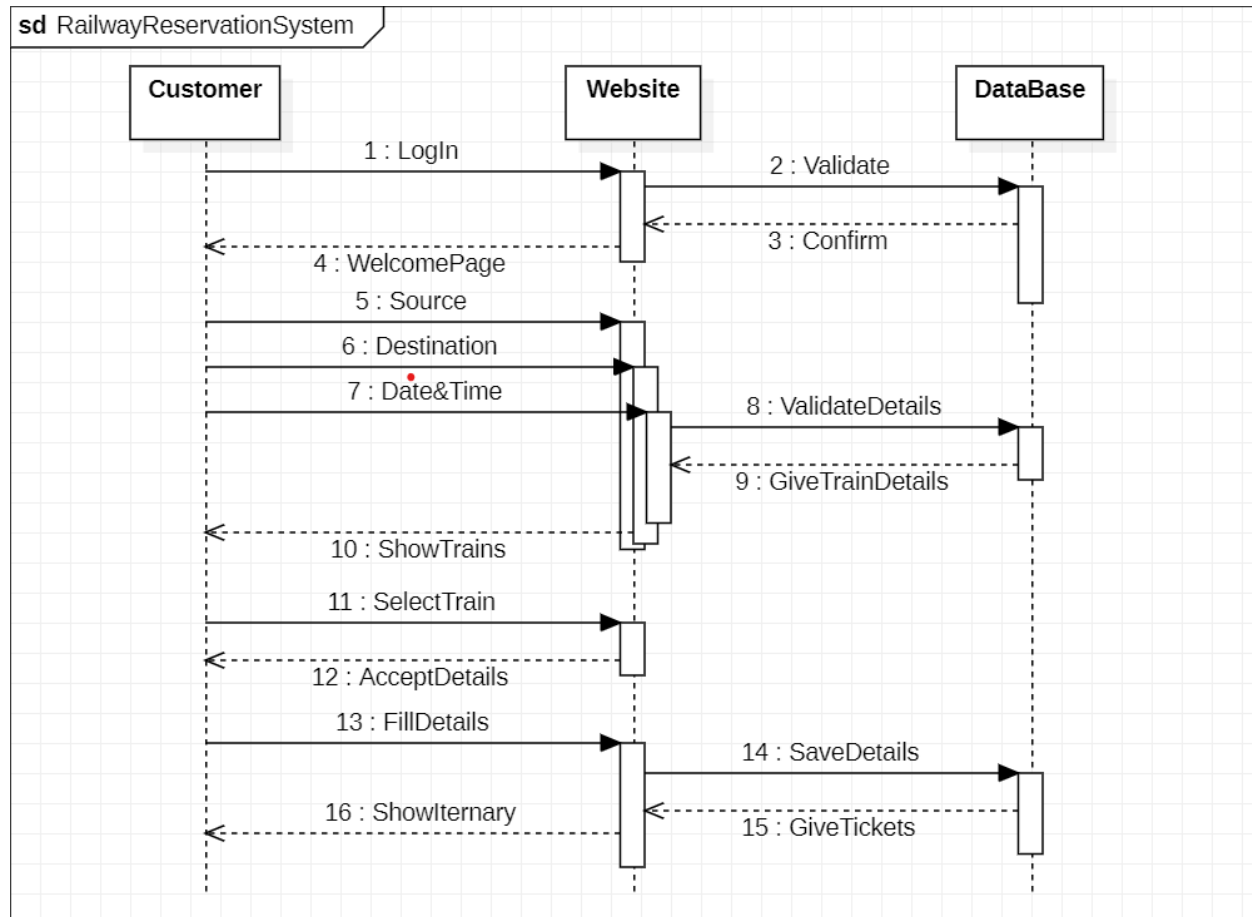 sd RailwayReservationSystem
Customer
Website
DataBase
1 : LogIn
2 : Validate
3 : Confirm
4 : WelcomePage
5 : Source
6 : Destination
7 : Date&Time
8 : ValidateDetails
9 : GiveTrainDetails
10 : ShowTrains
11 : SelectTrain
12 : AcceptDetails
13 : FillDetails
14 : SaveDetails
16 : ShowIternary
15 : GiveTickets